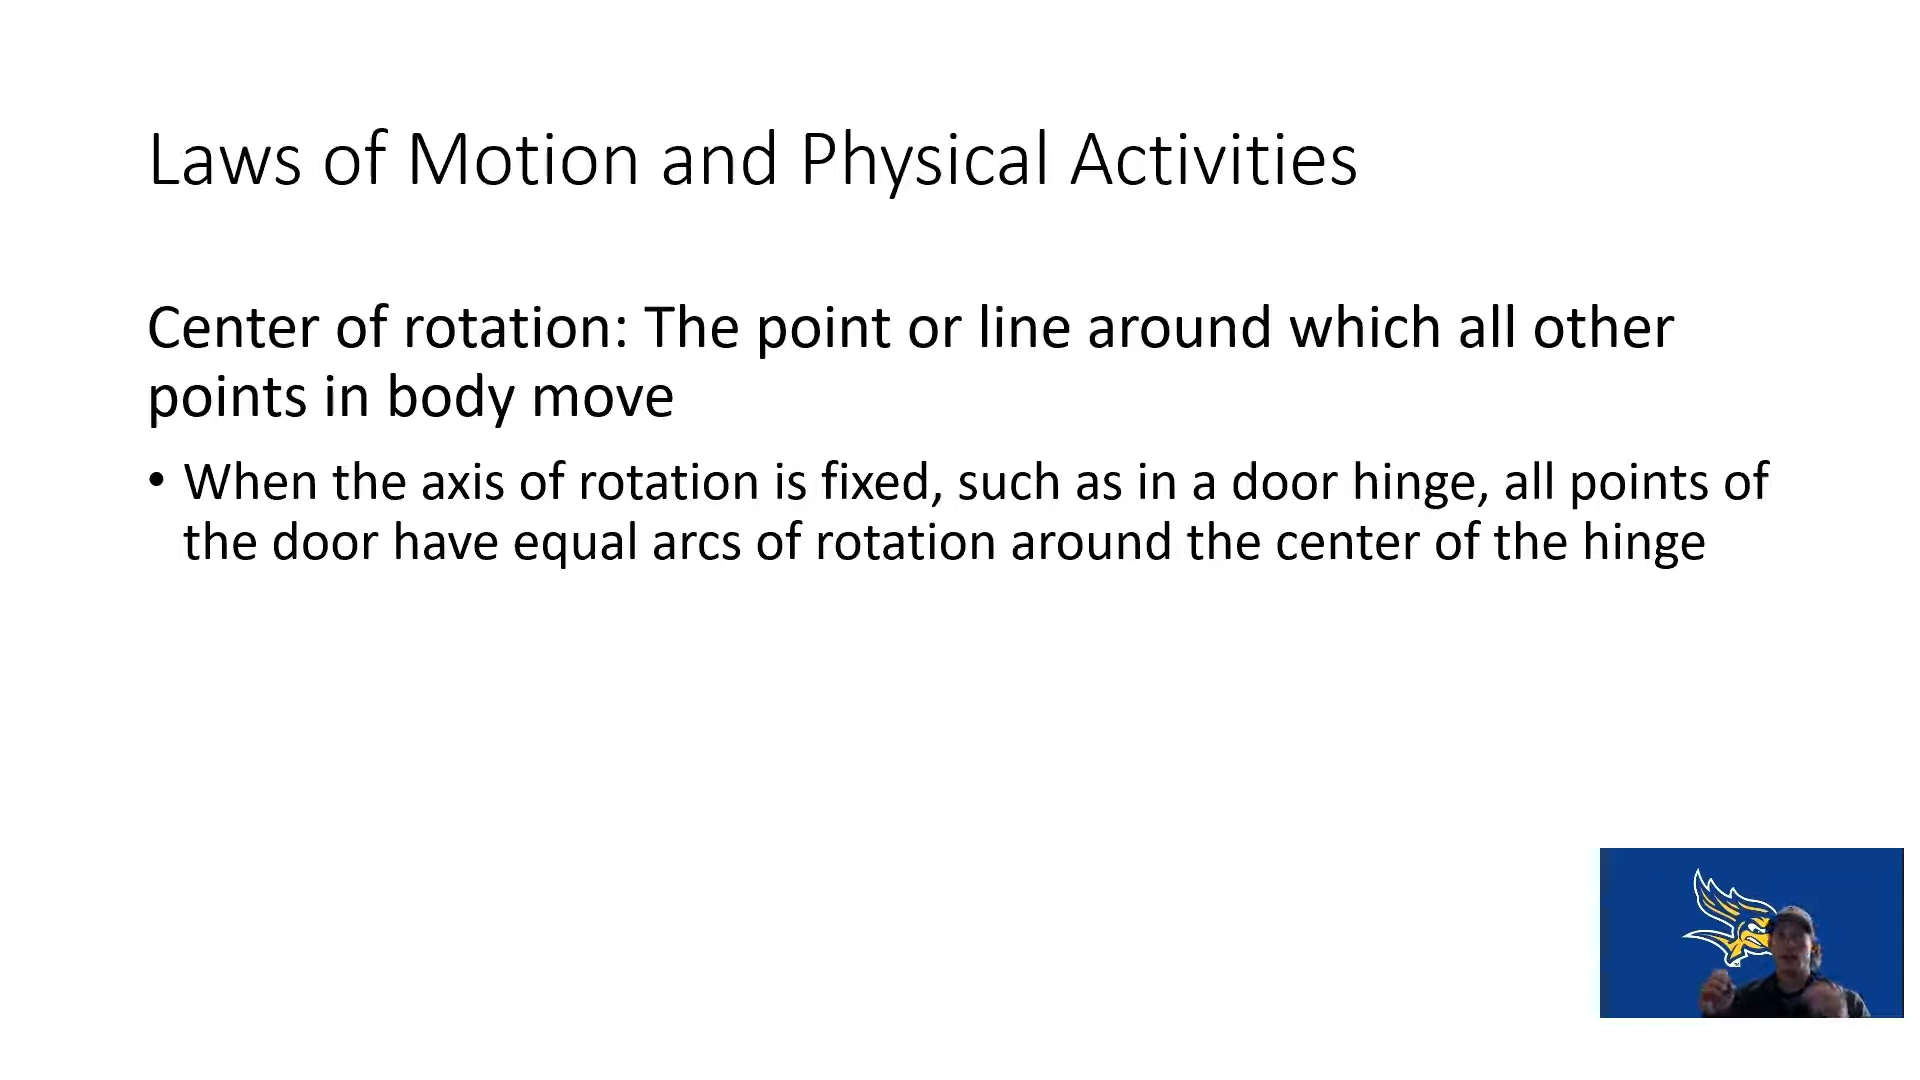 Laws of Motion and Physical Activities
Center of rotation: The point or line around which all other
points in body move
• When the axis of rotation is fixed, such as in a door hinge, all points of
the door have equal arcs of rotation around the center of the hinge